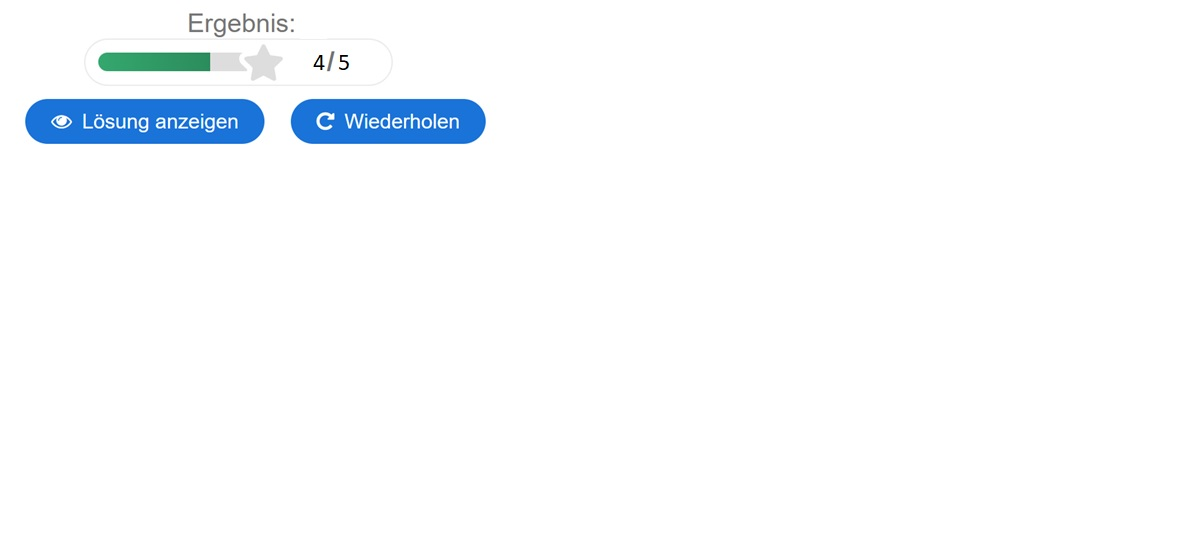 Ergebnis:
4/5
Lösung anzeigen
Wiederholen